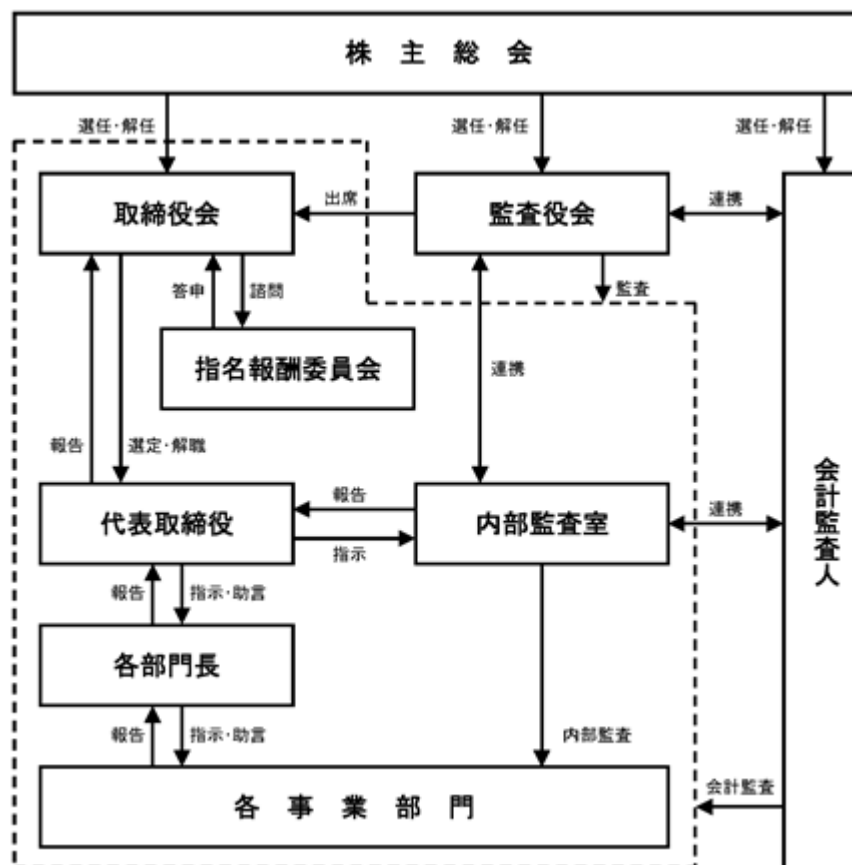 株主総会
選任・解任
選任・解任
選任・解任
取締役会
出席
監査役会
連携
答申
諮問
監査
指名報酬委員会
連携
報告
選定・解職
会計監査人
代表取締役
報告
指示
内部監査室
連携
報告
指示・助言
各部門長
報告
指示・助言
内部監査
各事業部門
会計監査